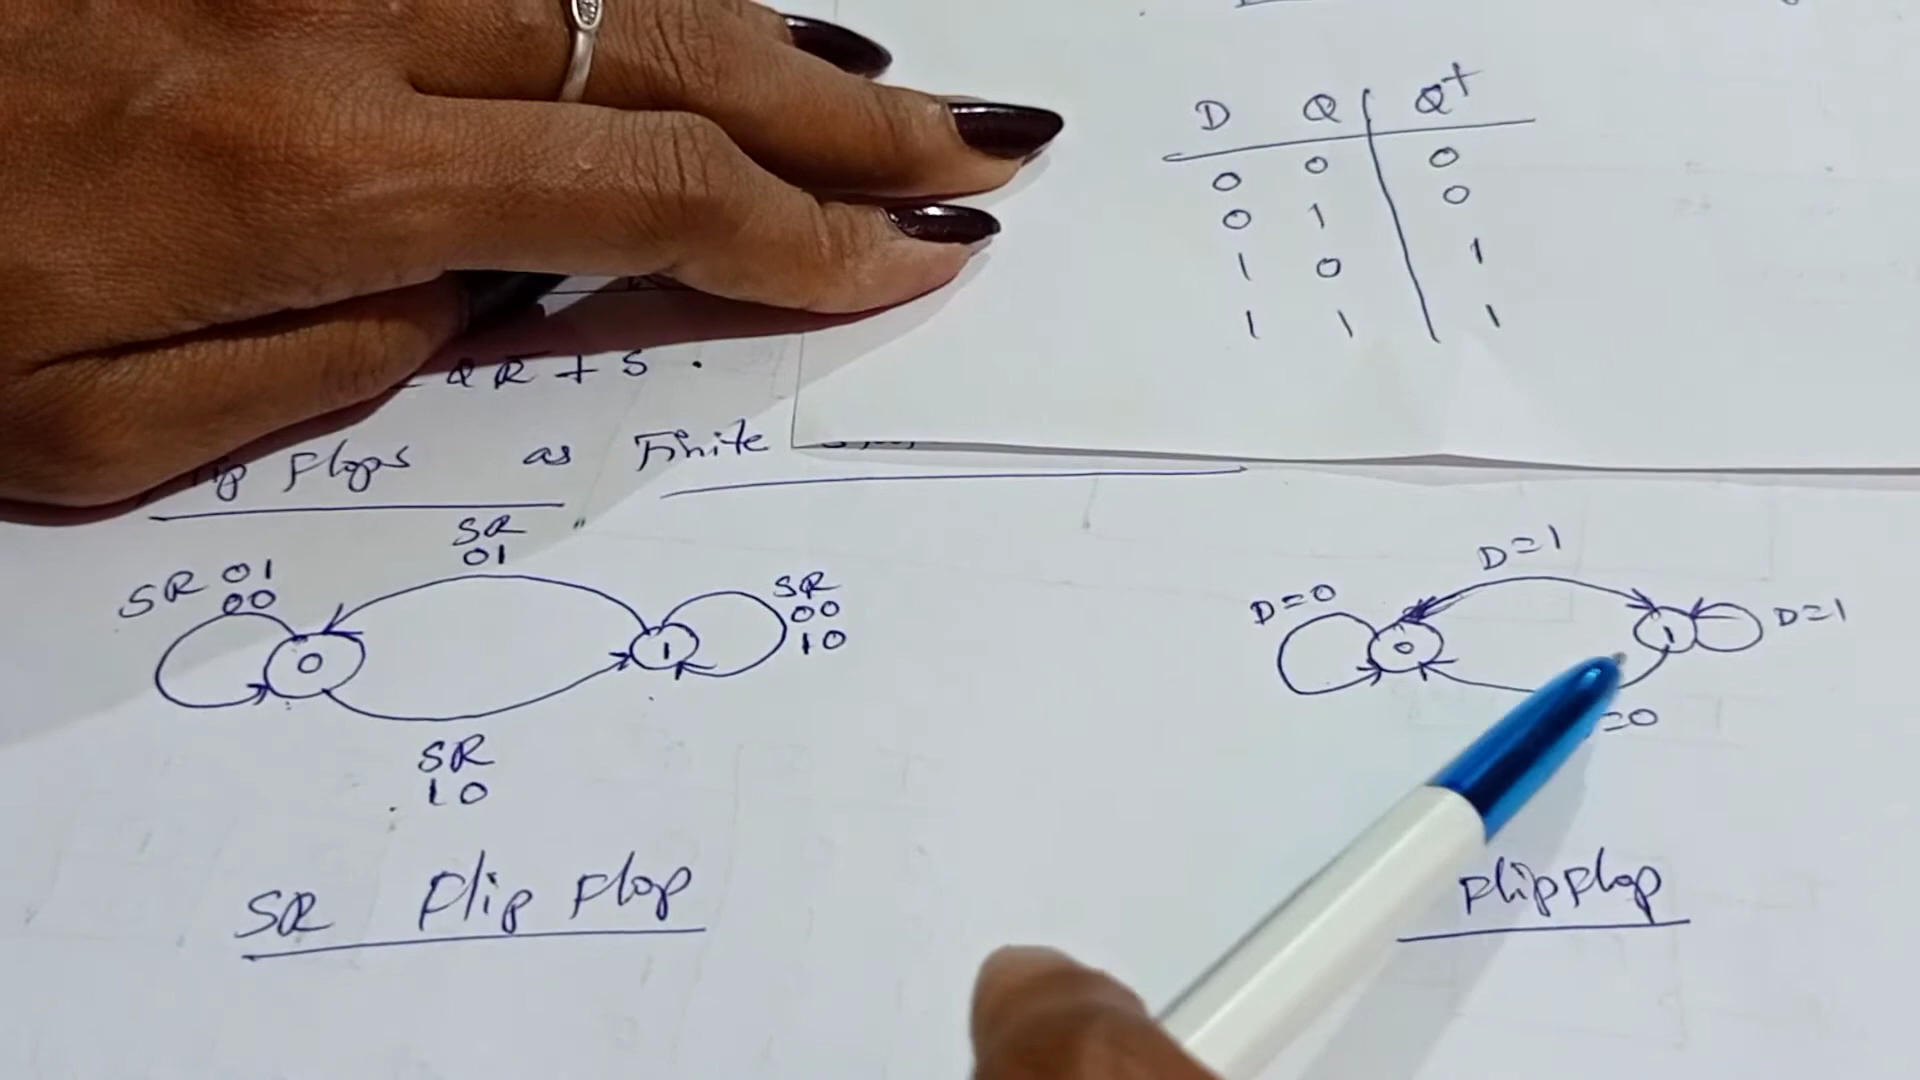 D Q Q+
0 0 0
0 1 0
1 0 1
1 1 1
QR + S .
Flops as Finite
SR
01
SR 01
00
0
1
SR
00
10
SR
10
SR Flip Flop
D=1
D=0
0
1
D=1
=0
FlipFlop